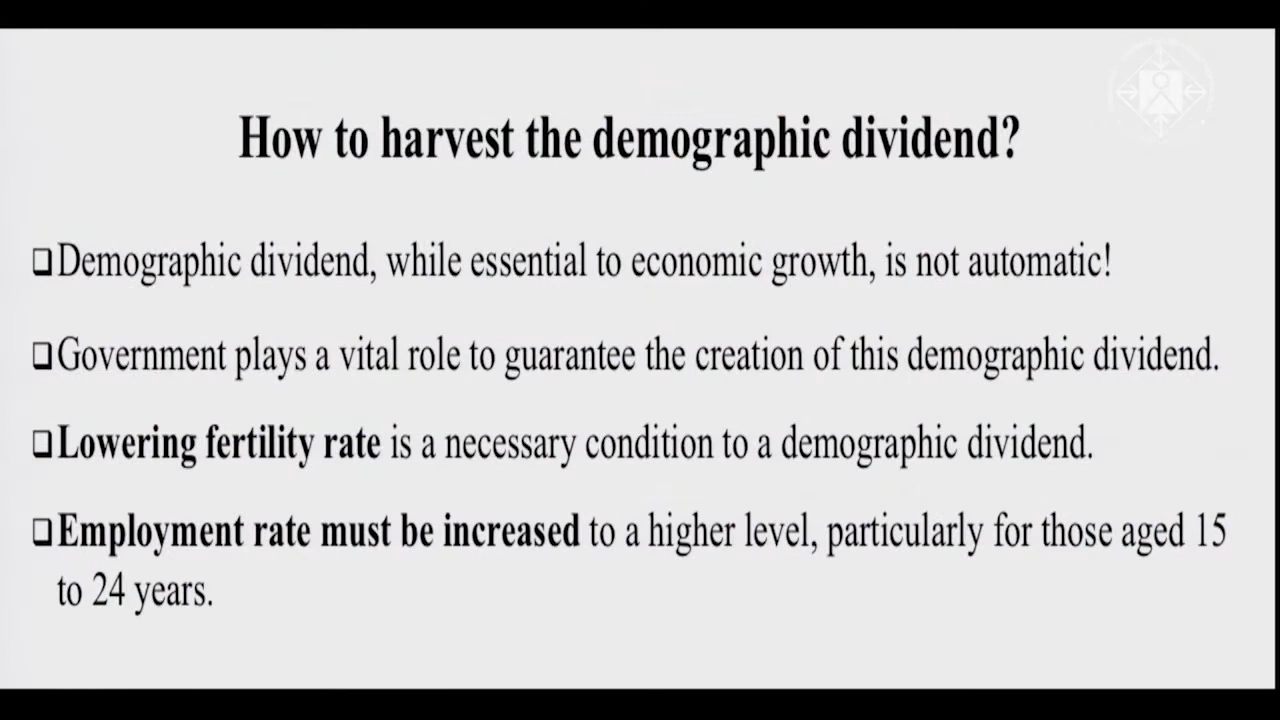 How to harvest the demographic dividend?
❑Demographic dividend, while essential to economic growth, is not automatic!
❑Government plays a vital role to guarantee the creation of this demographic dividend.
❑Lowering fertility rate is a necessary condition to a demographic dividend.
❑Employment rate must be increased to a higher level, particularly for those aged 15
to 24 years.